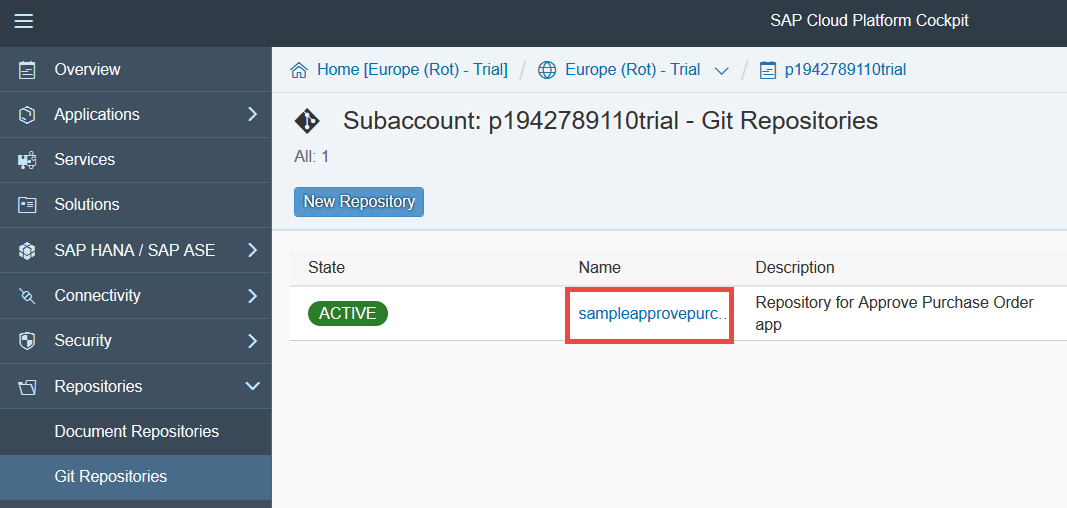 SAP Cloud Platform Cockpit
Overview
Applications
Services
Solutions
SAP HANA / SAP ASE
Connectivity
Security
Repositories
Document Repositories
Git Repositories
Home [Europe (Rot) - Trial] / Europe (Rot) - Trial / p1942789110trial
Subaccount: p1942789110trial - Git Repositories
All: 1
New Repository
State Name Description
ACTIVE sampleapprovepurc... Repository for Approve Purchase Order
app